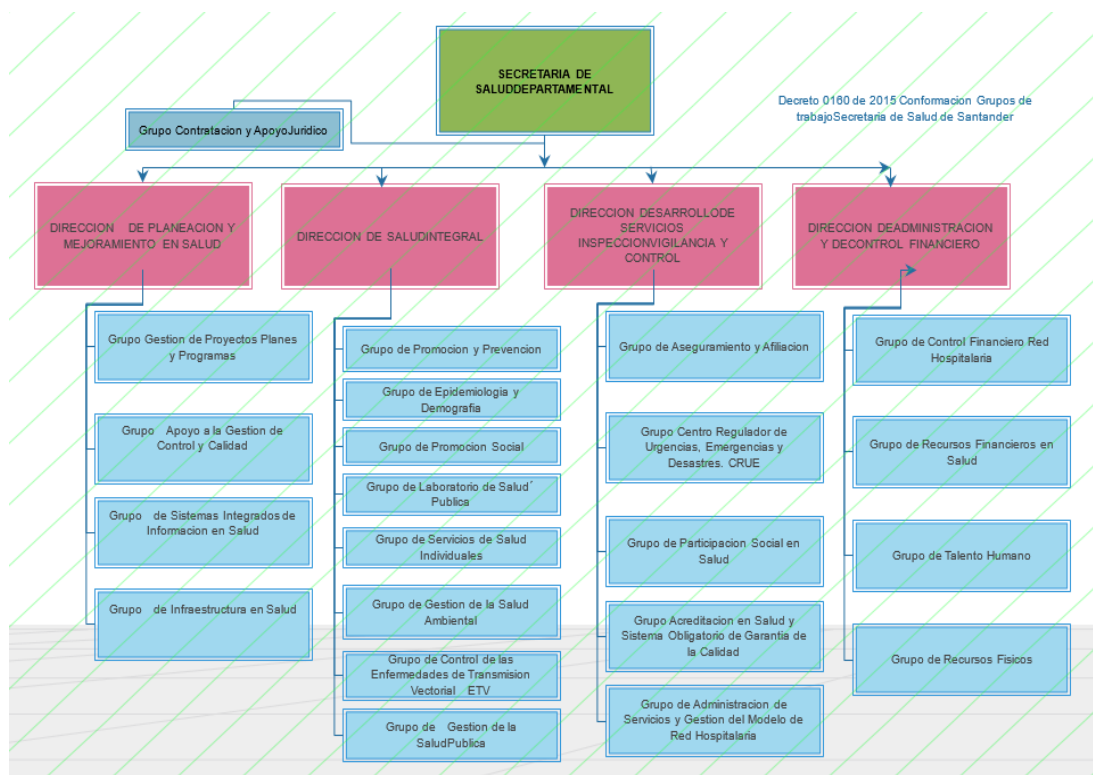 SECRETARIA DE
SALUDDEPARTAMENTAL
Decreto 0160 de 2015 Conformacion Grupos de
trabajoSecretaria de Salud de Santander
Grupo Contratacion y ApoyoJuridico
DIRECCION DE PLANEACION Y
MEJORAMIENTO EN SALUD
Grupo Gestion de Proyectos Planes
y Programas
Grupo Apoyo a la Gestion de
Control y Calidad
Grupo de Sistemas Integrados de
Informacion en Salud
Grupo de Infraestructura en Salud
DIRECCION DE SALUDINTEGRAL
Grupo de Promocion y Prevencion
Grupo de Epidemiologia y
Demografia
Grupo de Promocion Social
Grupo de Laboratorio de Salud´
Publica
Grupo de Servicios de Salud
Individuales
Grupo de Gestion de la Salud
Ambiental
Grupo de Control de las
Enfermedades de Transmision
Vectorial ETV
Grupo de Gestion de la
SaludPublica
DIRECCION DESARROLLODE
SERVICIOS
INSPECCIONVIGILANCIA Y
CONTROL
Grupo de Aseguramiento y Afiliacion
Grupo Centro Regulador de
Urgencias, Emergencias y
Desastres. CRUE
Grupo de Participacion Social en
Salud
Grupo Acreditacion en Salud y
Sistema Obligatorio de Garantia de
la Calidad
Grupo de Administracion de
Servicios y Gestion del Modelo de
Red Hospitalaria
DIRECCION DEADMINISTRACION
Y DECONTROL FINANCIERO
Grupo de Control Financiero Red
Hospitalaria
Grupo de Recursos Financieros en
Salud
Grupo de Talento Humano
Grupo de Recursos Fisicos